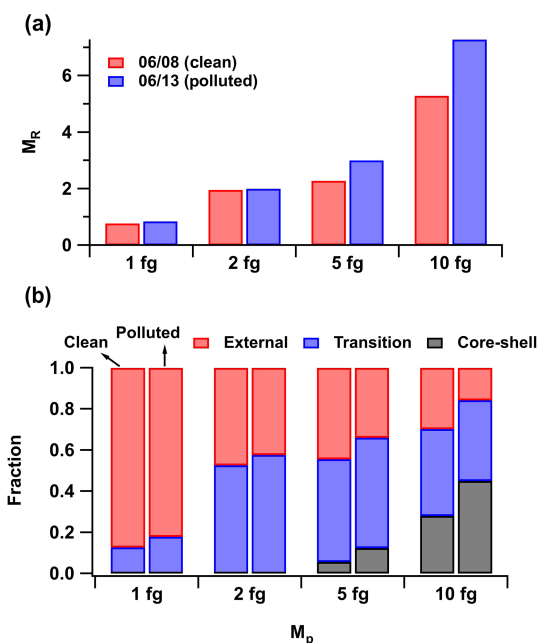 (a)
06/08 (clean)
06/13 (polluted)
6
4
2
0
M_R
1 fg 2 fg 5 fg 10 fg
(b)
Clean Polluted External Transition Core-shell
1.0
0.8
0.6
0.4
0.2
0.0
Fraction
1 fg 2 fg 5 fg 10 fg
M_p